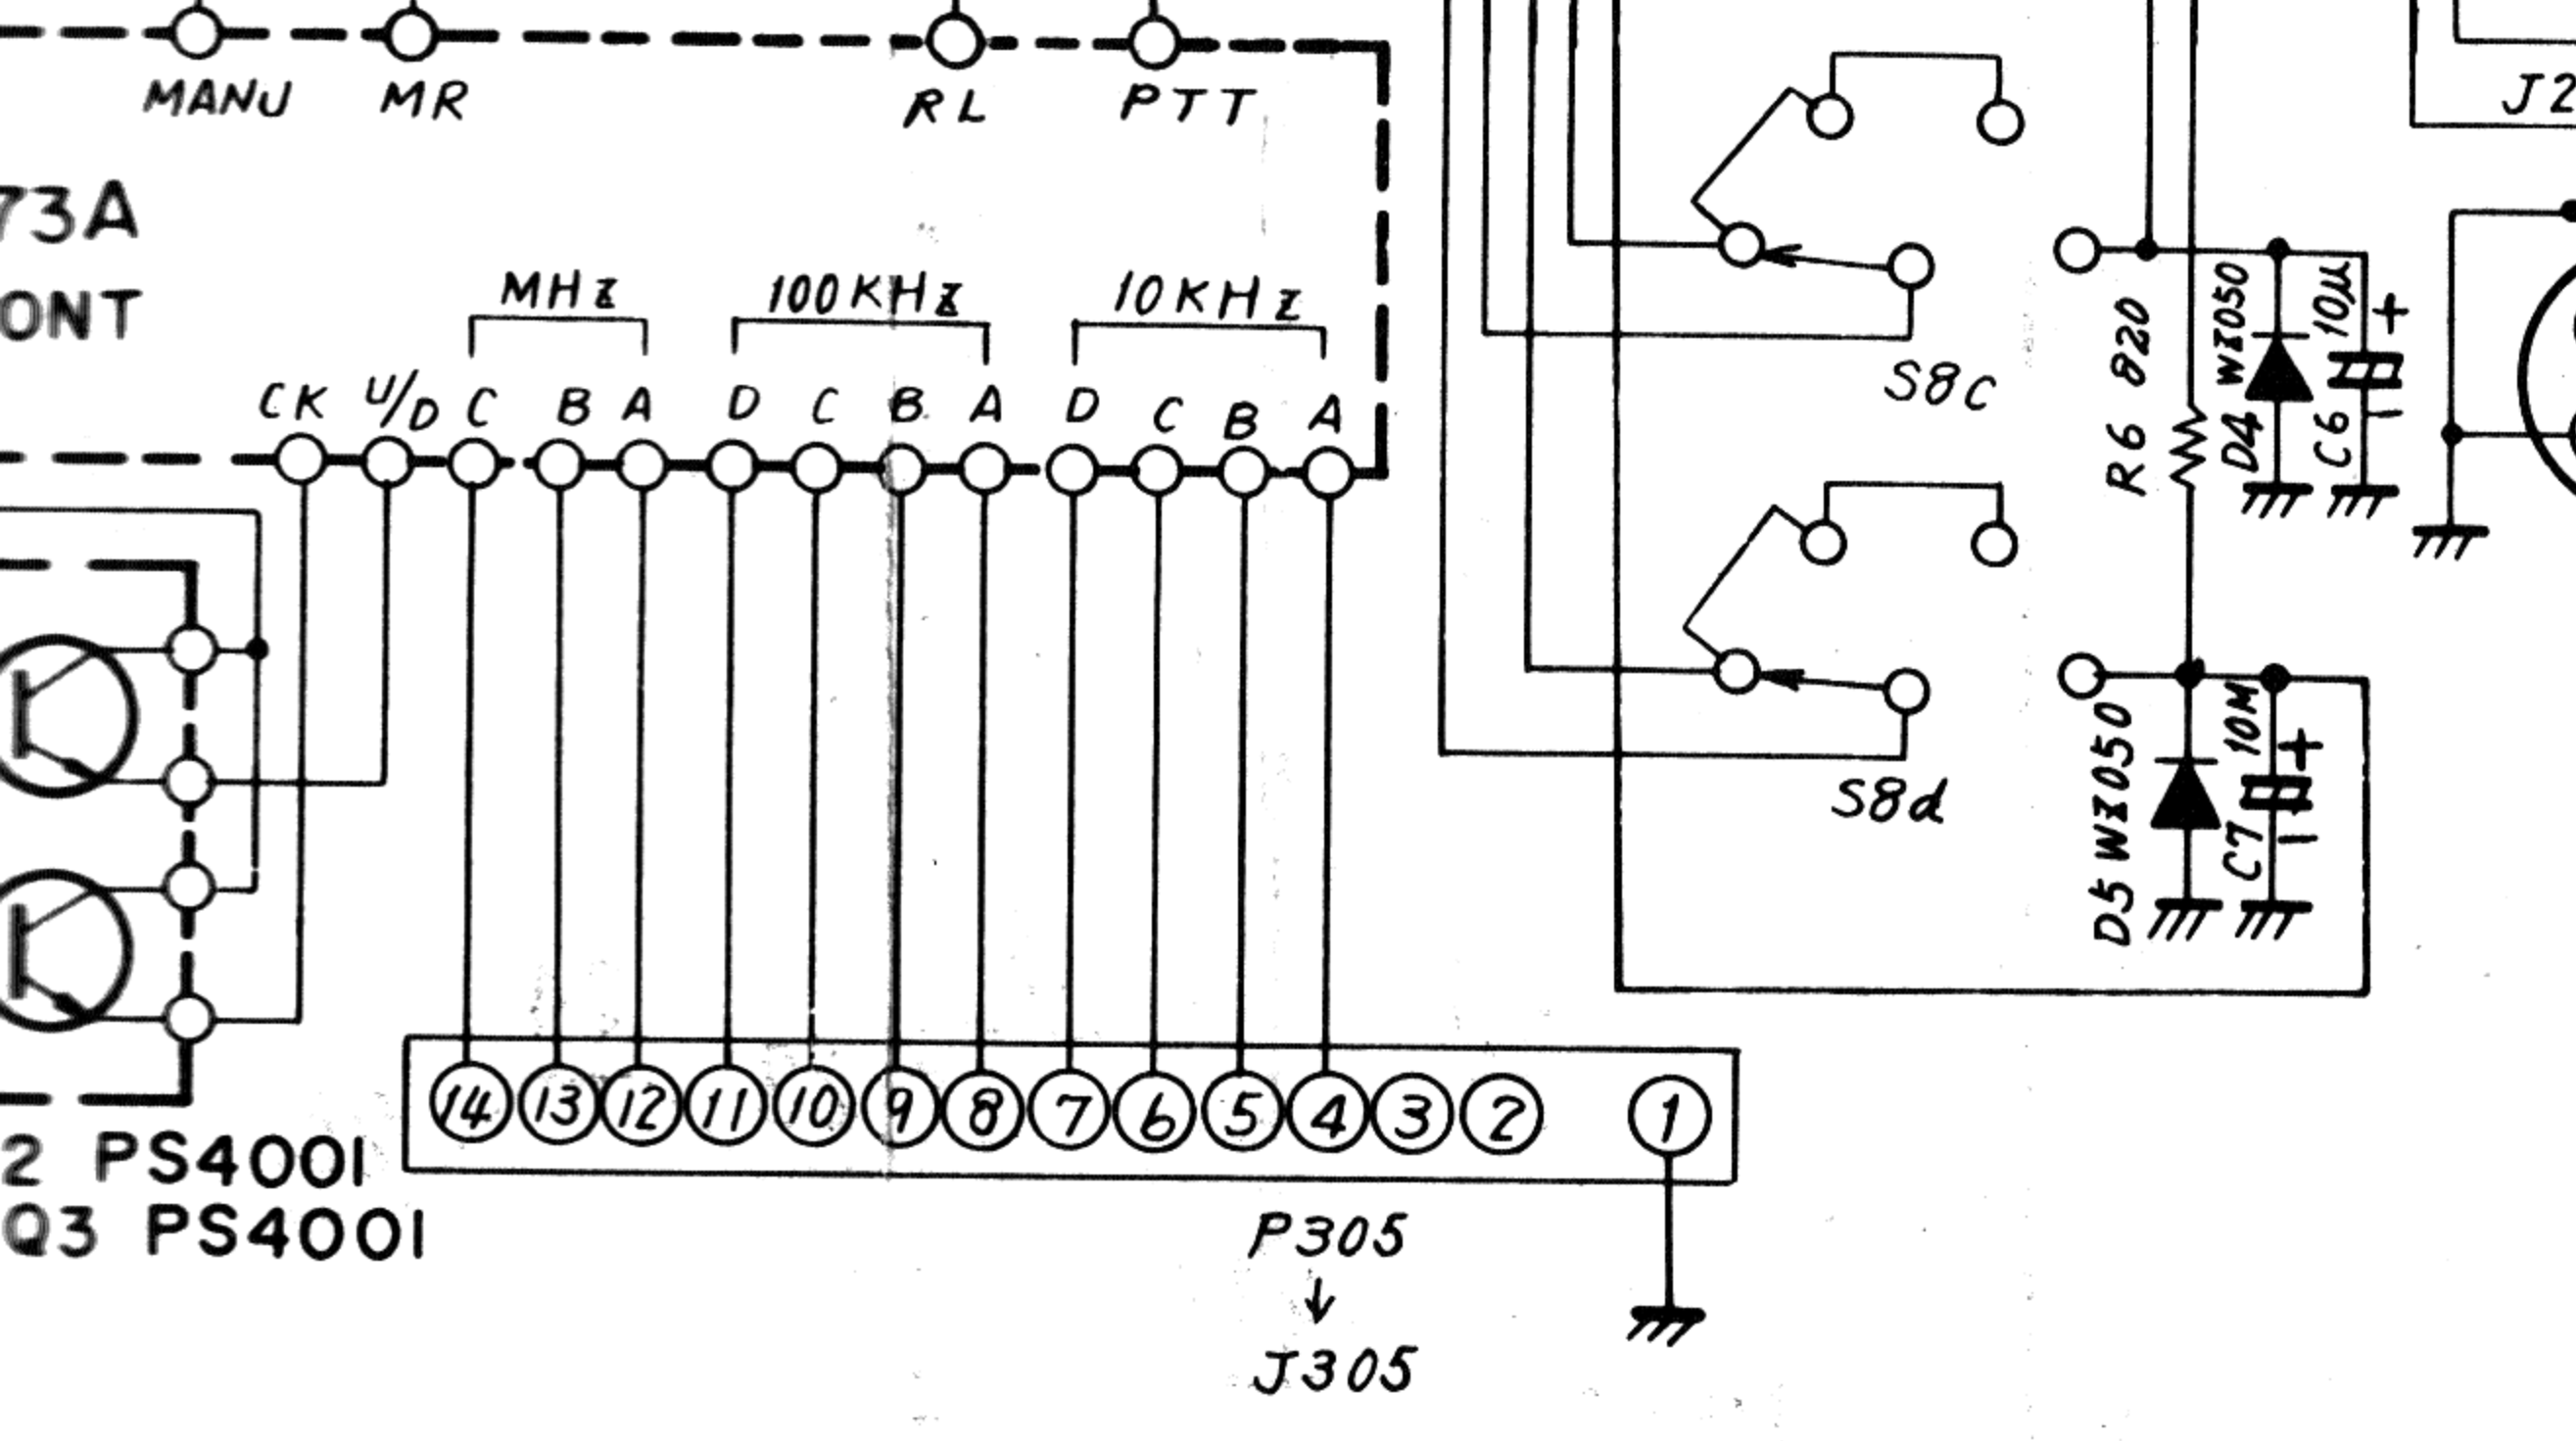 MANU MR RL PTT
J2
73A
ONT
MHz 100KHz 10KHz
CK U/D C B A D C B A D C B A
S8C
R6 820
D4 WZ050
C6 10μ
+
−
S8d
D5 WZ050
C7 10M
+
−
14 13 12 11 10 9 8 7 6 5 4 3 2 1
2 PS4001
Q3 PS4001
P305
↓
J305